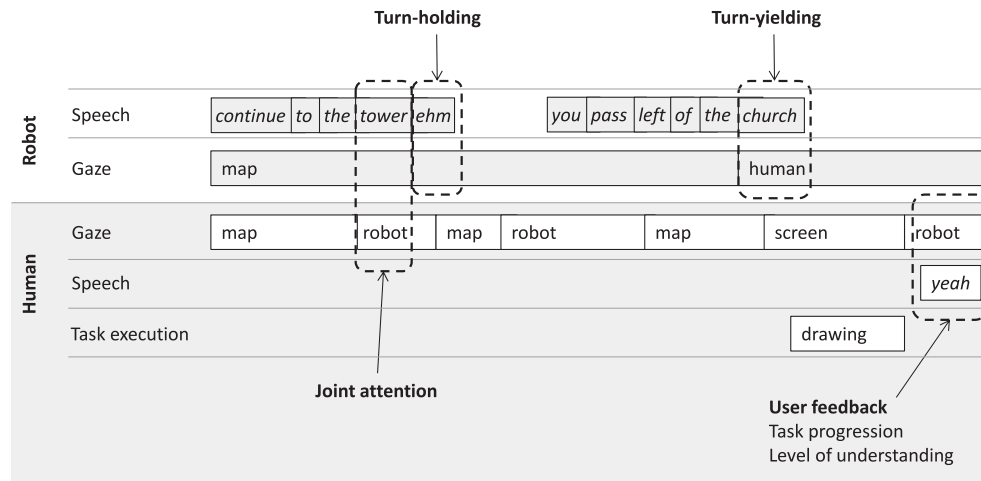 Turn-holding
Turn-yielding
Robot
Speech
continue to the tower ehm
you pass left of the church
Gaze
map
human
Human
Gaze
map robot map robot map screen robot
Speech
yeah
Task execution
drawing
Joint attention
User feedback
Task progression
Level of understanding